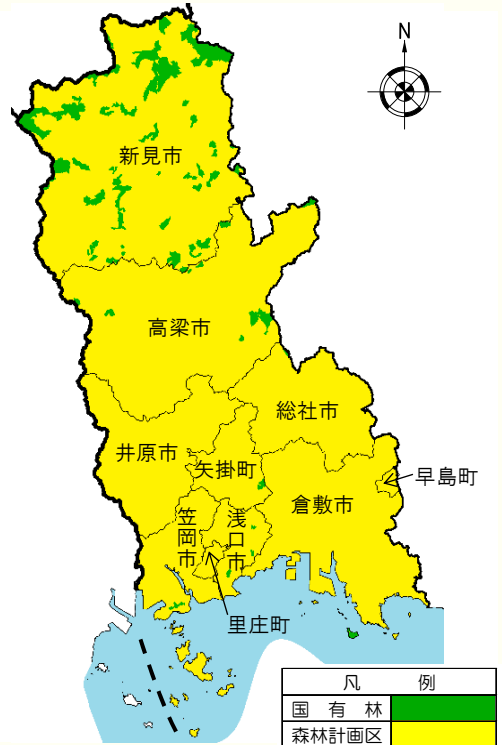 N
新見市
高梁市
総社市
井原市
矢掛町
早島町
倉敷市
笠岡市
浅口市
里庄町
凡 例
国 有 林
森林計画区